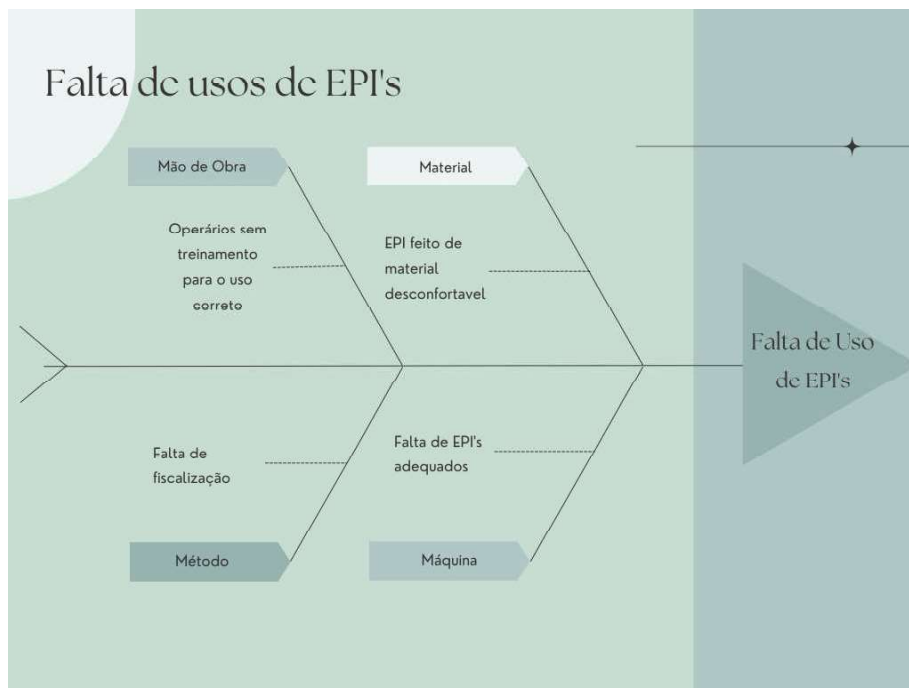 Falta de usos de EPI's
Mão de Obra
Material
Operários sem
treinamento
para o uso
correto
EPI feito de
material
desconfortavel
Falta de Uso
de EPI's
Falta de
fiscalização
Falta de EPI's
adequados
Método
Máquina